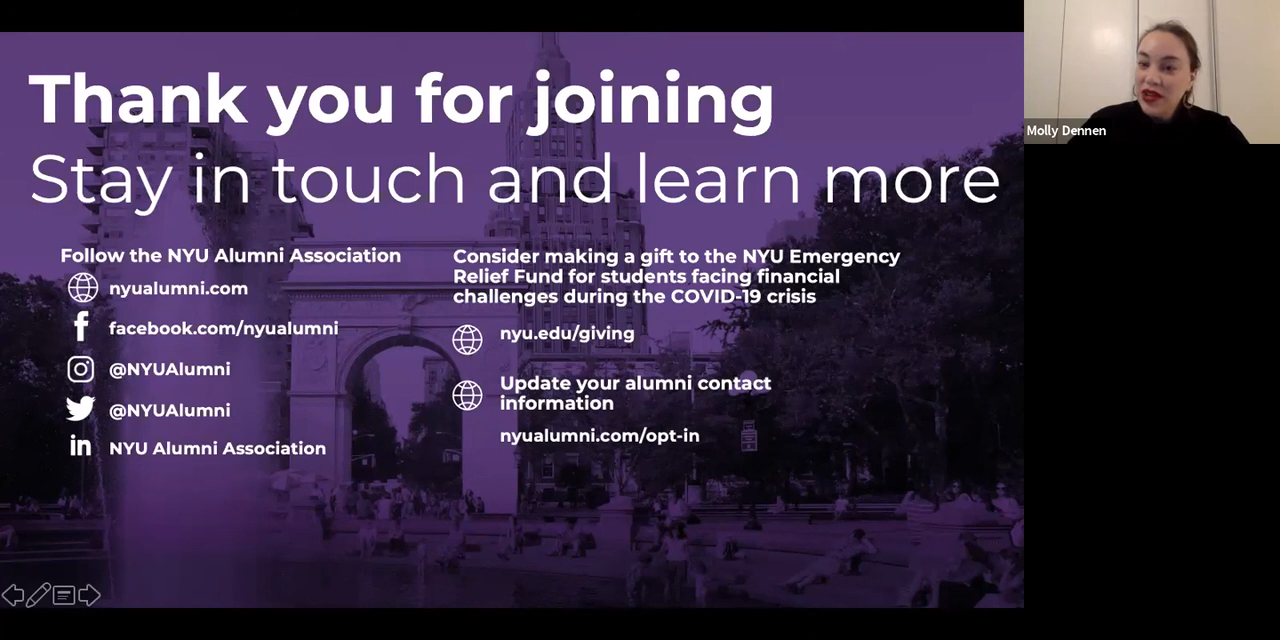 Thank you for joining
Stay in touch and learn more
Follow the NYU Alumni Association
nyualumni.com
facebook.com/nyualumni
@NYUAlumni
@NYUAlumni
NYU Alumni Association
Consider making a gift to the NYU Emergency
Relief Fund for students facing financial
challenges during the COVID-19 crisis
nyu.edu/giving
Update your alumni contact
information
nyualumni.com/opt-in
Molly Dennen